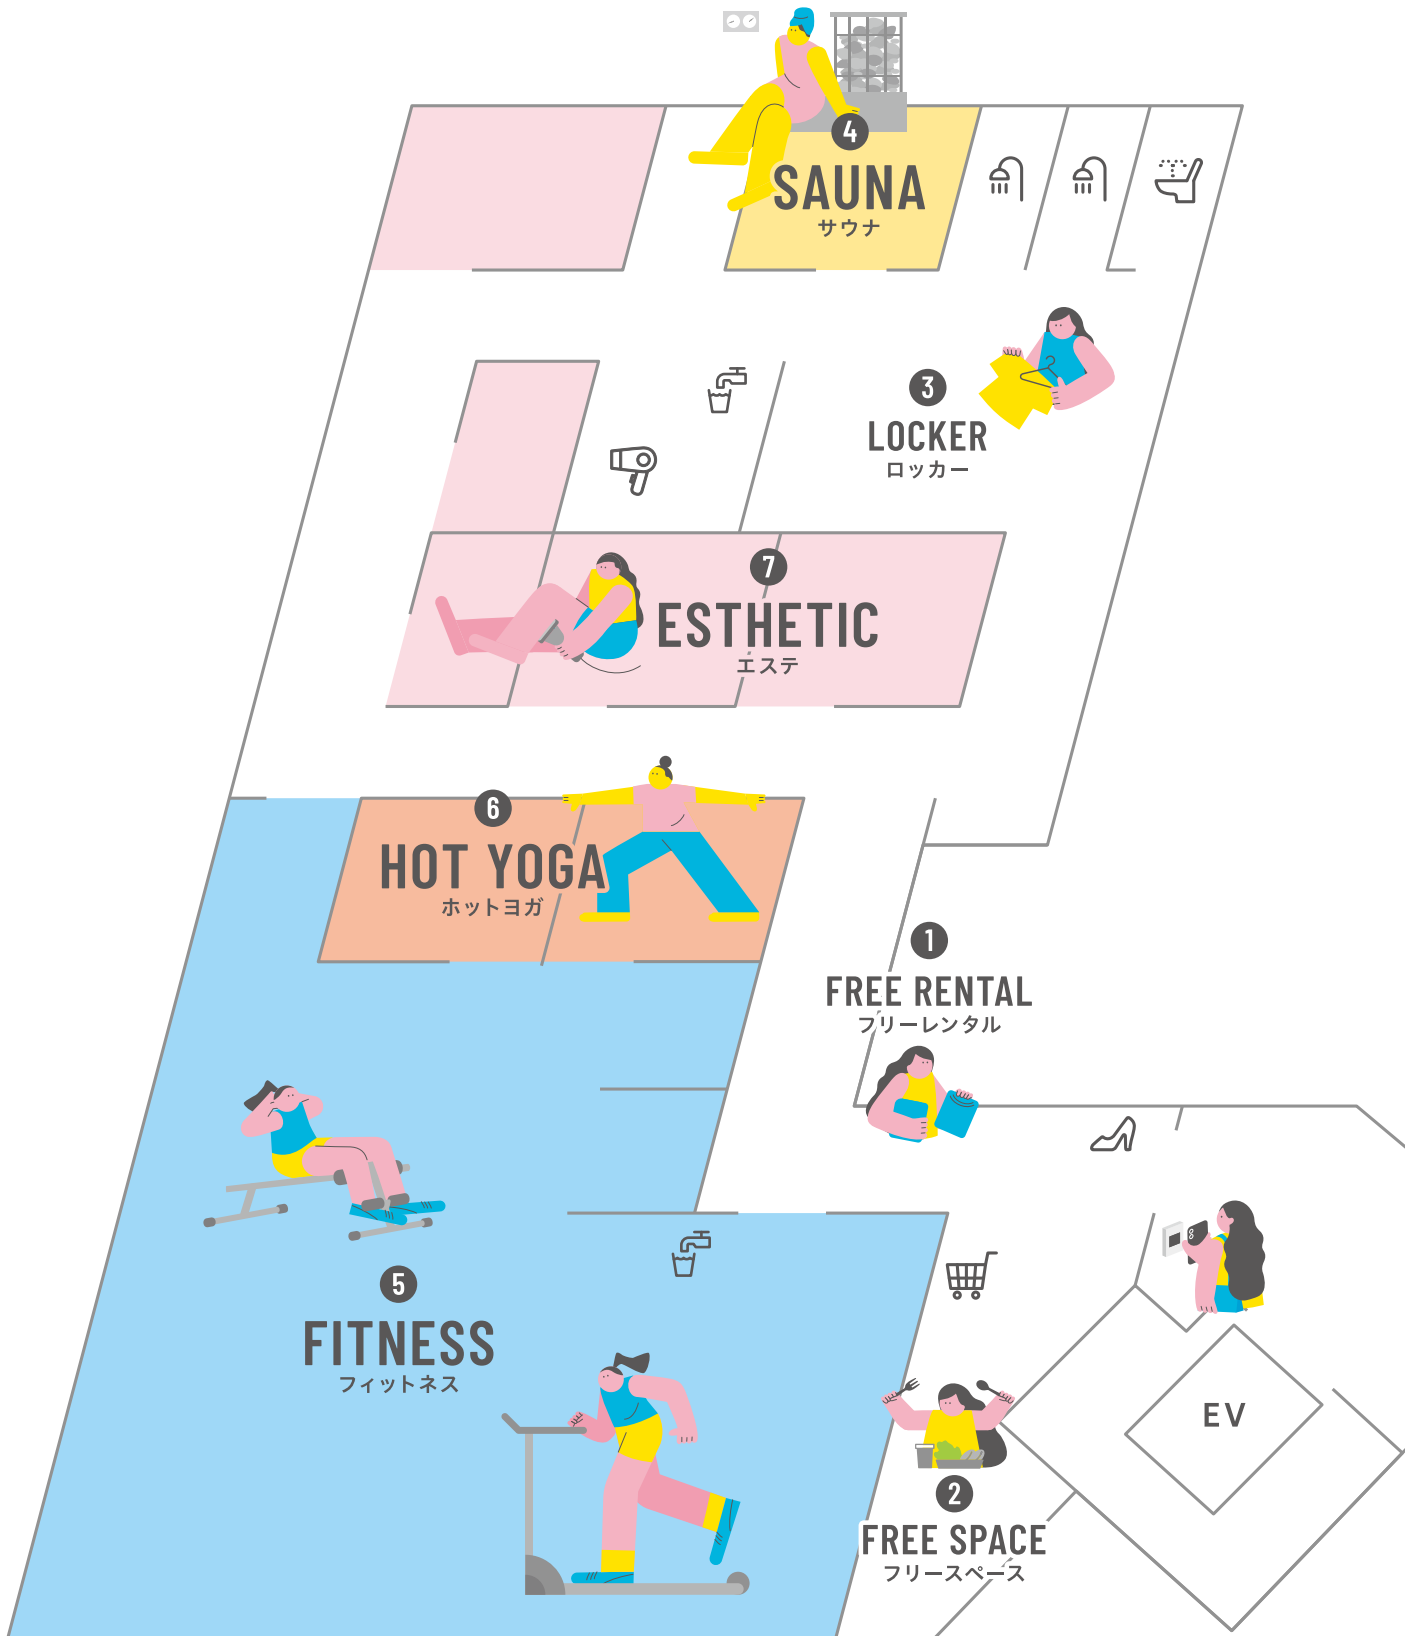 4
SAUNA
サウナ
3
LOCKER
ロッカー
7
ESTHETIC
エステ
6
HOT YOGA
ホットヨガ
1
FREE RENTAL
フリーレンタル
5
FITNESS
フィットネス
EV
2
FREE SPACE
フリースペース